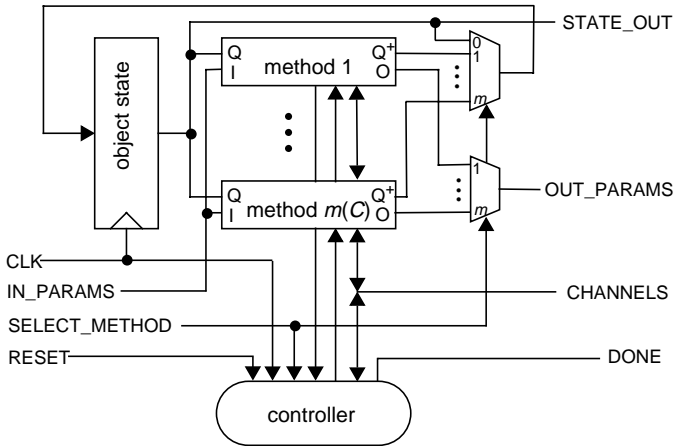 STATE_OUT
0
Q
Q+
1
I
method 1
O
object state
m
1
Q
Q+
OUT_PARAMS
I
method m(C)
O
m
CLK
IN_PARAMS
CHANNELS
SELECT_METHOD
RESET
DONE
controller